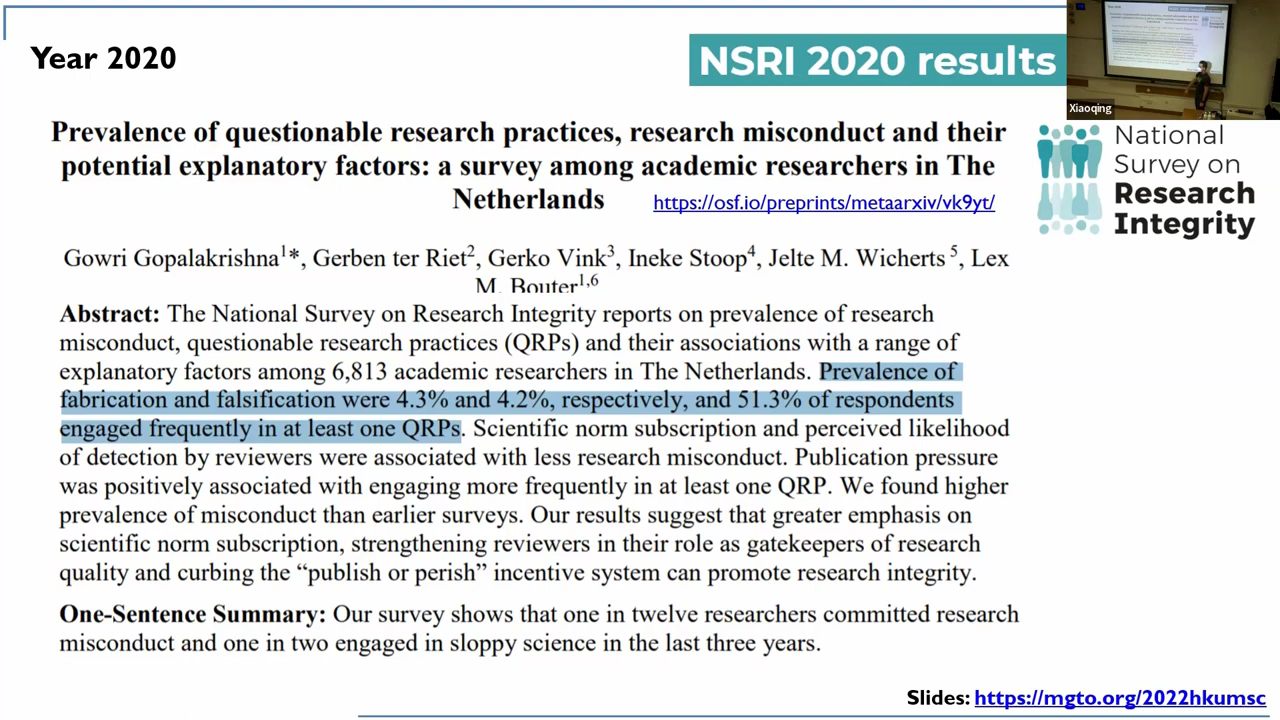 Year 2020
NSRI 2020 results
Xiaoqing
Prevalence of questionable research practices, research misconduct and their
potential explanatory factors: a survey among academic researchers in The
Netherlands
https://osf.io/preprints/metaarxiv/vk9yt/
National
Survey on
Research
Integrity
Gowri Gopalakrishna1*, Gerben ter Riet2, Gerko Vink3, Ineke Stoop4, Jelte M. Wicherts 5, Lex
M. Bouter1,6
Abstract: The National Survey on Research Integrity reports on prevalence of research
misconduct, questionable research practices (QRPs) and their associations with a range of
explanatory factors among 6,813 academic researchers in The Netherlands. Prevalence of
fabrication and falsification were 4.3% and 4.2%, respectively, and 51.3% of respondents
engaged frequently in at least one QRPs. Scientific norm subscription and perceived likelihood
of detection by reviewers were associated with less research misconduct. Publication pressure
was positively associated with engaging more frequently in at least one QRP. We found higher
prevalence of misconduct than earlier surveys. Our results suggest that greater emphasis on
scientific norm subscription, strengthening reviewers in their role as gatekeepers of research
quality and curbing the “publish or perish” incentive system can promote research integrity.
One-Sentence Summary: Our survey shows that one in twelve researchers committed research
misconduct and one in two engaged in sloppy science in the last three years.
Slides: https://mgto.org/2022hkumsc